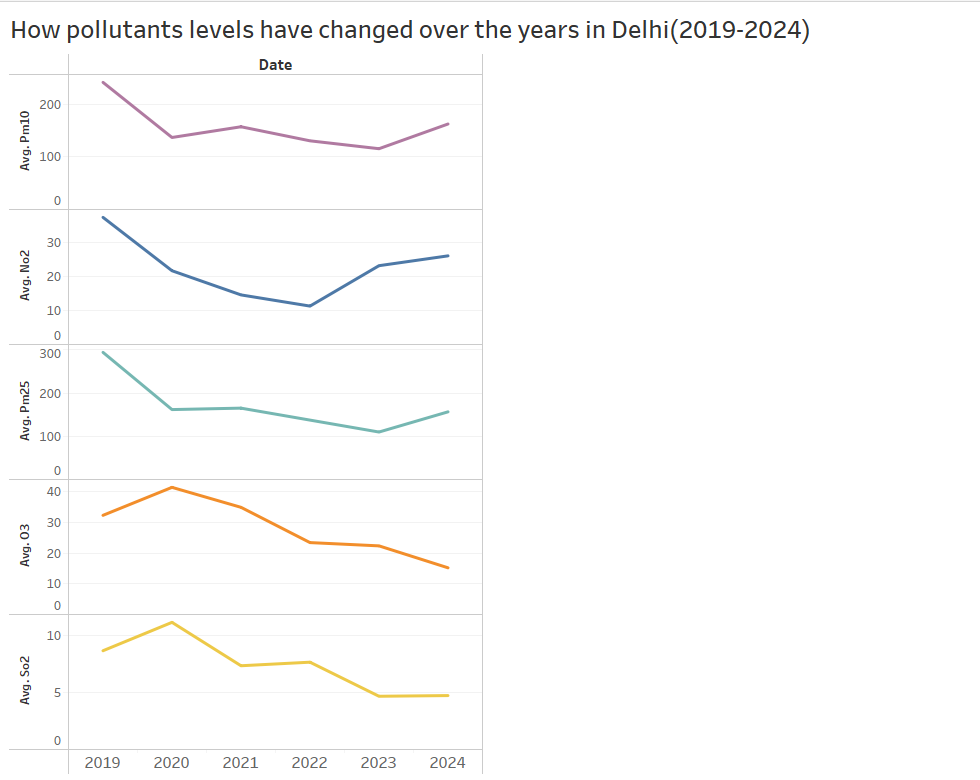 How pollutants levels have changed over the years in Delhi(2019-2024)
Date
Avg. Pm10
200
100
0
Avg. No2
30
20
10
0
Avg. Pm25
300
200
100
0
Avg. O3
40
30
20
10
0
Avg. So2
10
5
0
2019 2020 2021 2022 2023 2024